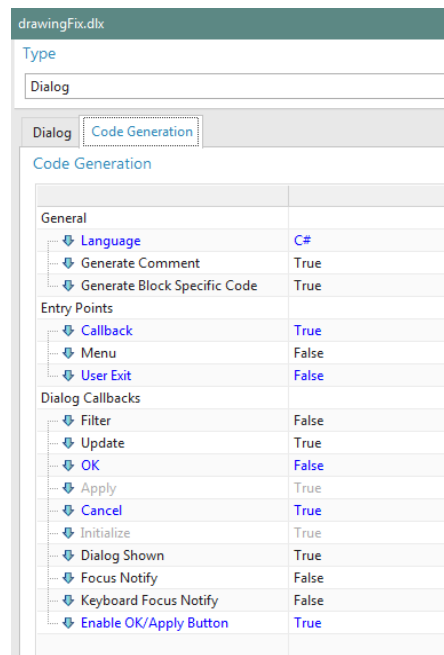 drawingFix.dlx
Type
Dialog
Dialog Code Generation
Code Generation
General
Language C#
Generate Comment True
Generate Block Specific Code True
Entry Points
Callback True
Menu False
User Exit False
Dialog Callbacks
Filter False
Update True
OK False
Apply True
Cancel True
Initialize True
Dialog Shown True
Focus Notify False
Keyboard Focus Notify False
Enable OK/Apply Button True